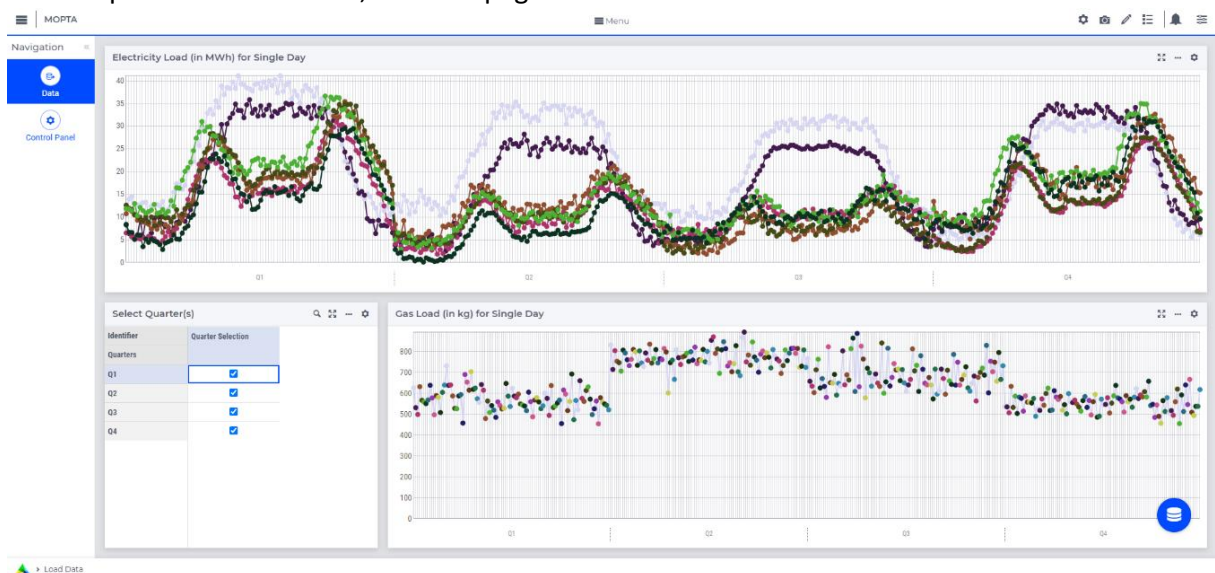 MOPTA
Menu
Navigation
Data
Control Panel
Electricity Load (in MWh) for Single Day
40
35
30
25
20
15
10
5
0
Q1 Q2 Q3 Q4
Select Quarter(s)
Identifier Quarter Selection
Quarters
Q1
Q2
Q3
Q4
Gas Load (in kg) for Single Day
800
700
600
500
400
300
200
100
0
Q1 Q2 Q3 Q4
Load Data